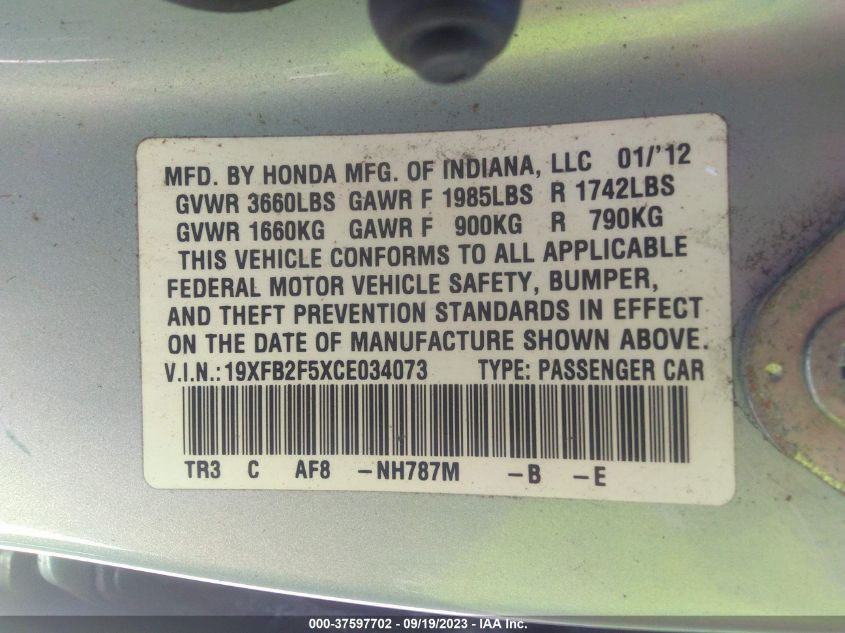 MFD. BY HONDA MFG. OF INDIANA, LLC 01/'12
GVWR 3660LBS GAWR F 1985LBS R 1742LBS
GVWR 1660KG GAWR F 900KG R 790KG
THIS VEHICLE CONFORMS TO ALL APPLICABLE
FEDERAL MOTOR VEHICLE SAFETY, BUMPER,
AND THEFT PREVENTION STANDARDS IN EFFECT
ON THE DATE OF MANUFACTURE SHOWN ABOVE.
V.I.N.: 19XFB2F5XCE034073 TYPE: PASSENGER CAR
TR3 C AF8 -NH787M -B -E
000-37597702 - 09/19/2023 - IAA Inc.